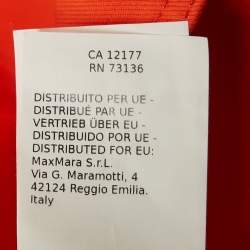 CA 12177
RN 73136
DISTRIBUITO PER UE -
DISTRIBUÉ PAR UE -
VERTRIEB ÜBER EU -
DISTRIBUIDO POR UE -
DISTRIBUTED FOR EU:
MaxMara S.r.L.
Via G. Maramotti, 4
42124 Reggio Emilia.
Italy